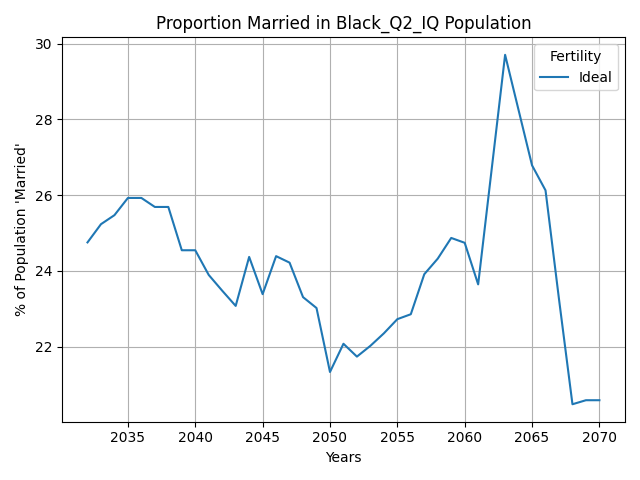 Proportion Married in Black_Q2_IQ Population
Fertility
Ideal
% of Population 'Married'
30
28
26
24
22
2035 2040 2045 2050 2055 2060 2065 2070
Years